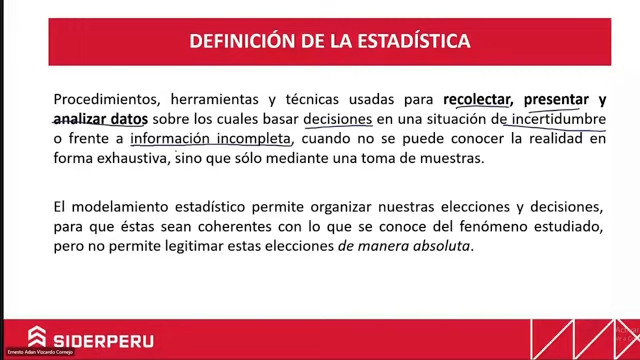 DEFINICIÓN DE LA ESTADÍSTICA
Procedimientos, herramientas y técnicas usadas para recolectar, presentar y
analizar datos sobre los cuales basar decisiones en una situación de incertidumbre
o frente a información incompleta, cuando no se puede conocer la realidad en
forma exhaustiva, sino que sólo mediante una toma de muestras.
El modelamiento estadístico permite organizar nuestras elecciones y decisiones,
para que éstas sean coherentes con lo que se conoce del fenómeno estudiado,
pero no permite legitimar estas elecciones de manera absoluta.
SIDERPERU
Ernesto Adan Vizcardo Cornejo